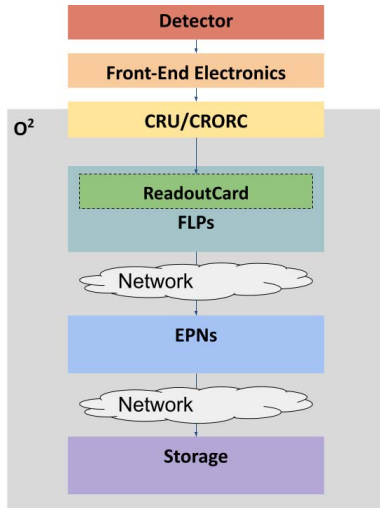 Detector
Front-End Electronics
O²
CRU/CRORC
ReadoutCard
FLPs
Network
EPNs
Network
Storage